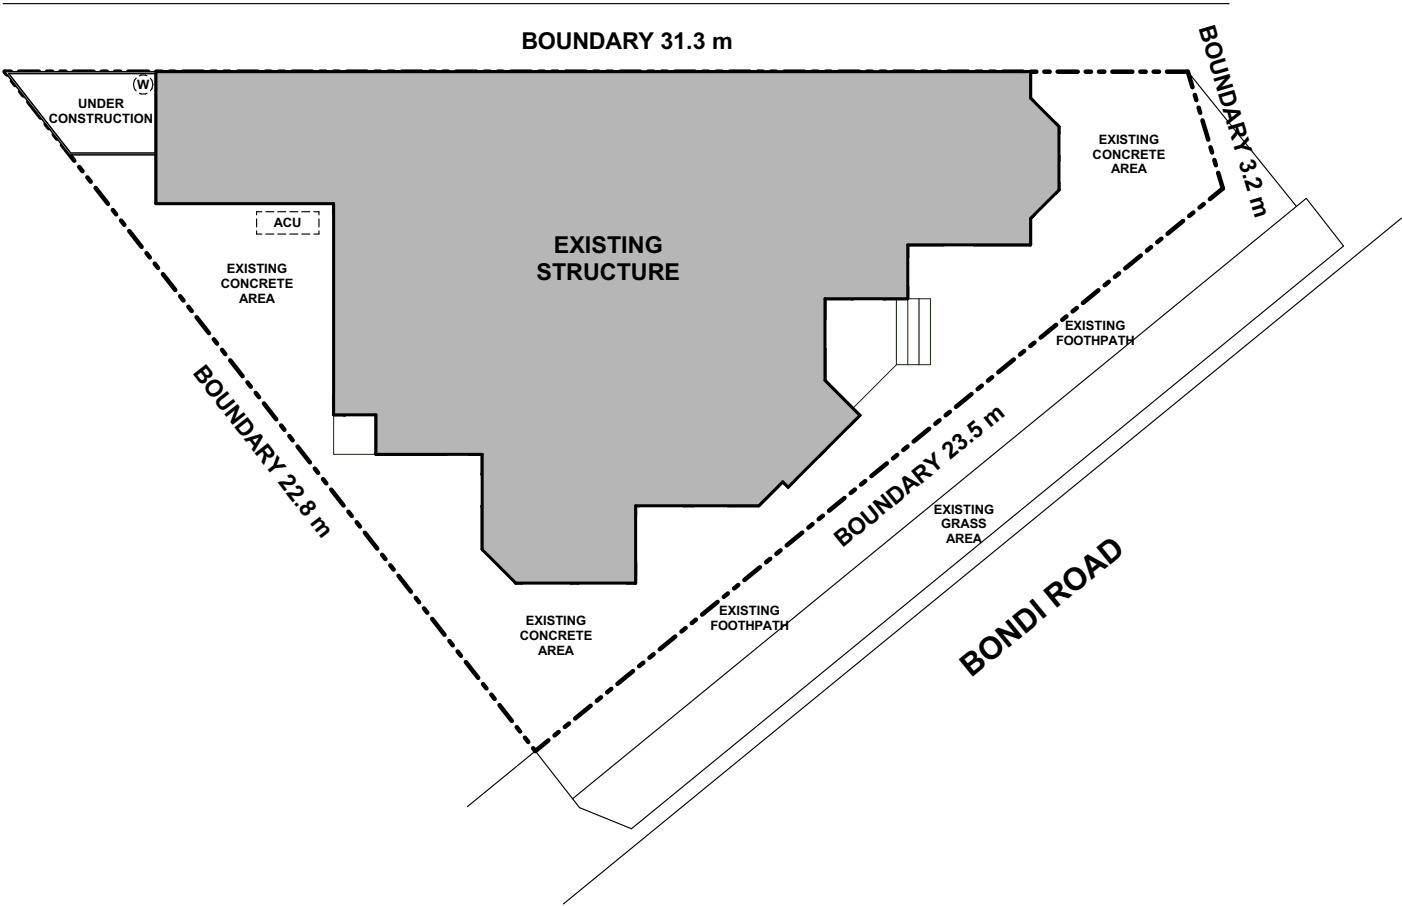 BOUNDARY 31.3 m
BOUNDARY 3.2 m
W
UNDER
CONSTRUCTION
EXISTING
CONCRETE
AREA
ACU
EXISTING
STRUCTURE
EXISTING
CONCRETE
AREA
EXISTING
FOOTHPATH
BOUNDARY 22.8 m
BOUNDARY 23.5 m
EXISTING
GRASS
AREA
BONDI ROAD
EXISTING
FOOTHPATH
EXISTING
CONCRETE
AREA